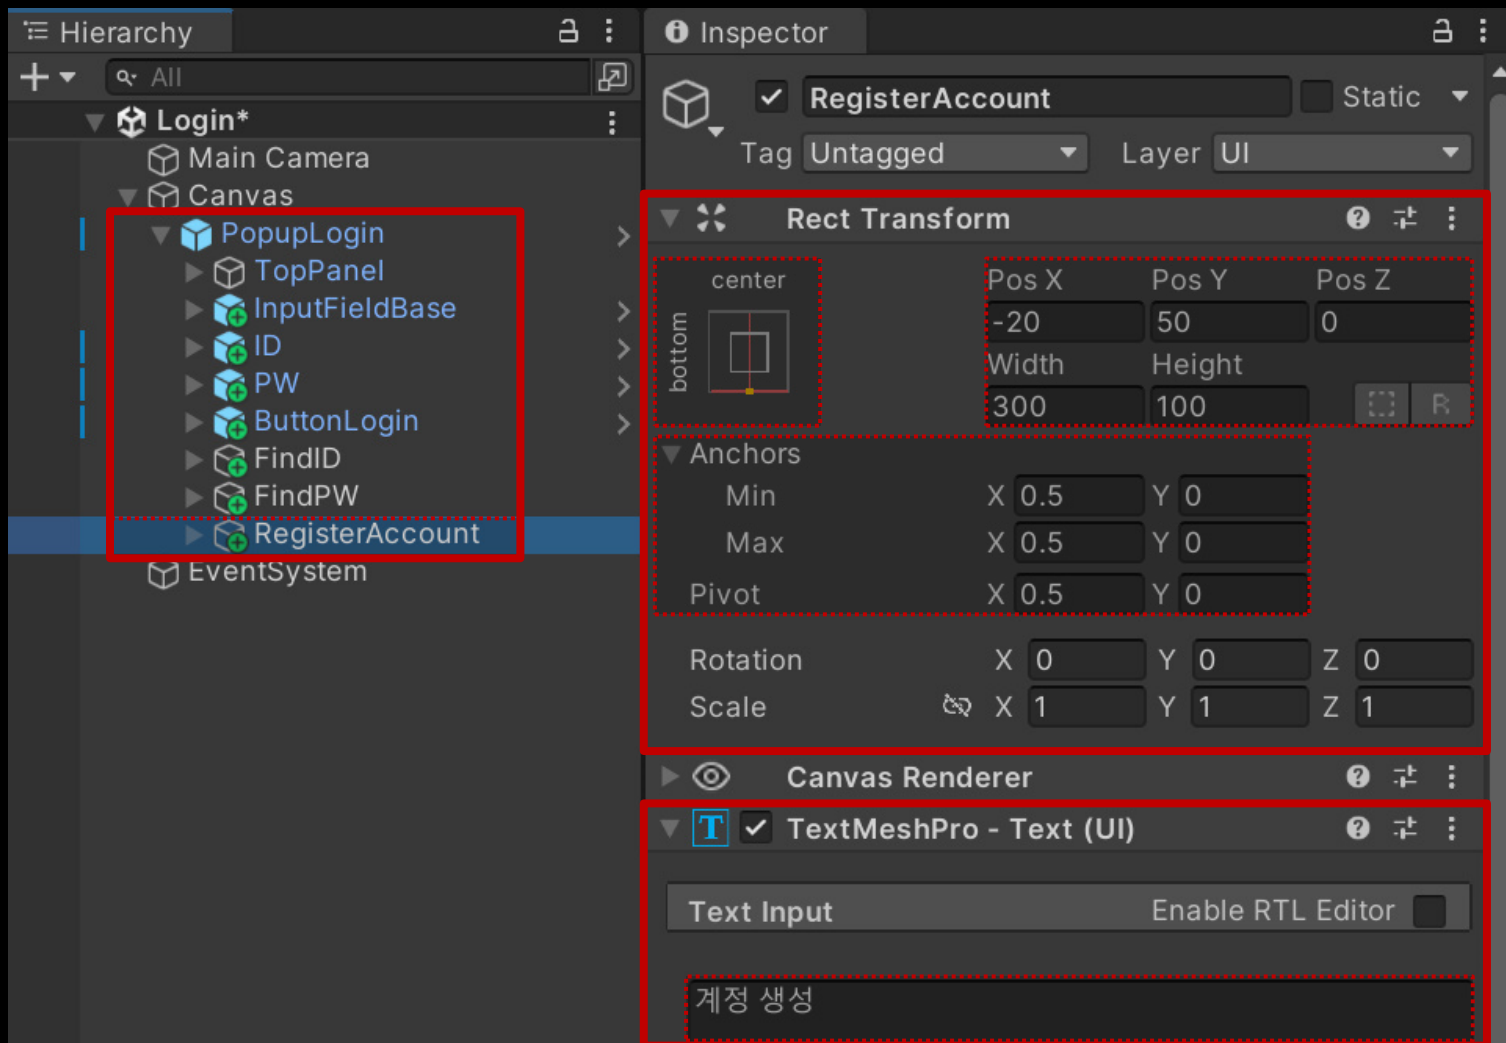 Hierarchy
All
Login*
Main Camera
Canvas
PopupLogin
TopPanel
InputFieldBase
ID
PW
ButtonLogin
FindID
FindPW
RegisterAccount
EventSystem
Inspector
RegisterAccount Static
Tag Untagged Layer UI
Rect Transform
center
bottom
Pos X Pos Y Pos Z
-20 50 0
Width Height
300 100 R
Anchors
Min X 0.5 Y 0
Max X 0.5 Y 0
Pivot X 0.5 Y 0
Rotation X 0 Y 0 Z 0
Scale X 1 Y 1 Z 1
Canvas Renderer
T TextMeshPro - Text (UI)
Text Input Enable RTL Editor
계정 생성